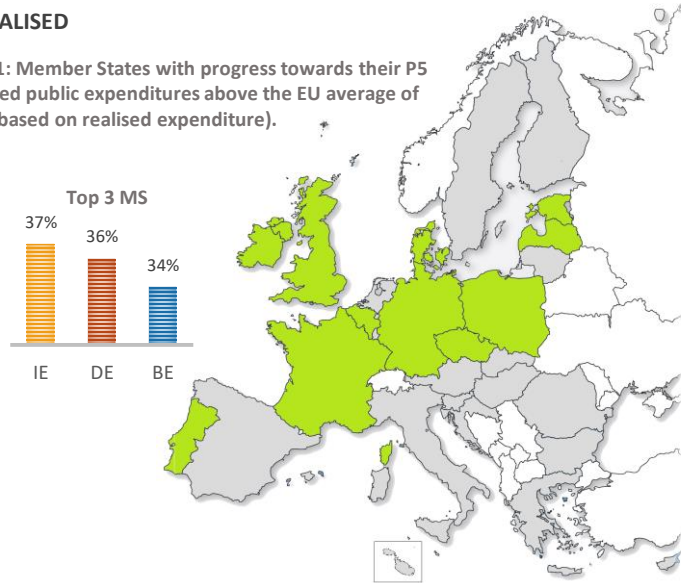 ALISED
1: Member States with progress towards their P5
ed public expenditures above the EU average of
based on realised expenditure).
Top 3 MS
37%
36%
34%
IE
DE
BE